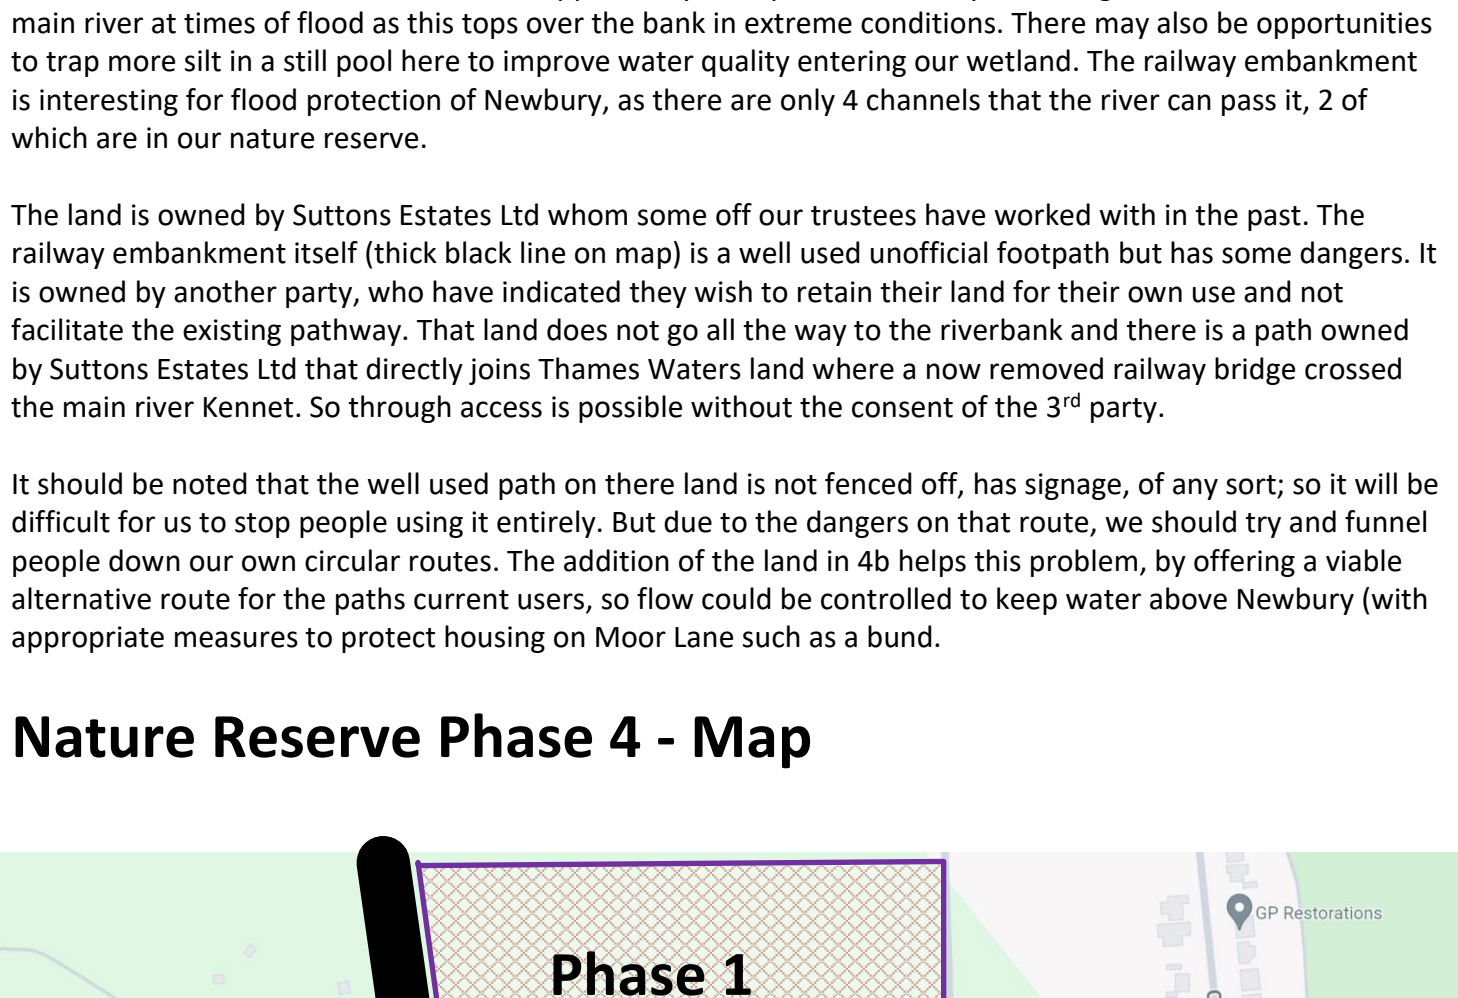 main river at times of flood as this tops over the bank in extreme conditions. There may also be opportunities
to trap more silt in a still pool here to improve water quality entering our wetland. The railway embankment
is interesting for flood protection of Newbury, as there are only 4 channels that the river can pass it, 2 of
which are in our nature reserve.
The land is owned by Suttons Estates Ltd whom some off our trustees have worked with in the past. The
railway embankment itself (thick black line on map) is a well used unofficial footpath but has some dangers. It
is owned by another party, who have indicated they wish to retain their land for their own use and not
facilitate the existing pathway. That land does not go all the way to the riverbank and there is a path owned
by Suttons Estates Ltd that directly joins Thames Waters land where a now removed railway bridge crossed
the main river Kennet. So through access is possible without the consent of the 3rd party.
It should be noted that the well used path on there land is not fenced off, has signage, of any sort; so it will be
difficult for us to stop people using it entirely. But due to the dangers on that route, we should try and funnel
people down our own circular routes. The addition of the land in 4b helps this problem, by offering a viable
alternative route for the paths current users, so flow could be controlled to keep water above Newbury (with
appropriate measures to protect housing on Moor Lane such as a bund.
Nature Reserve Phase 4 - Map
GP Restorations
Phase 1